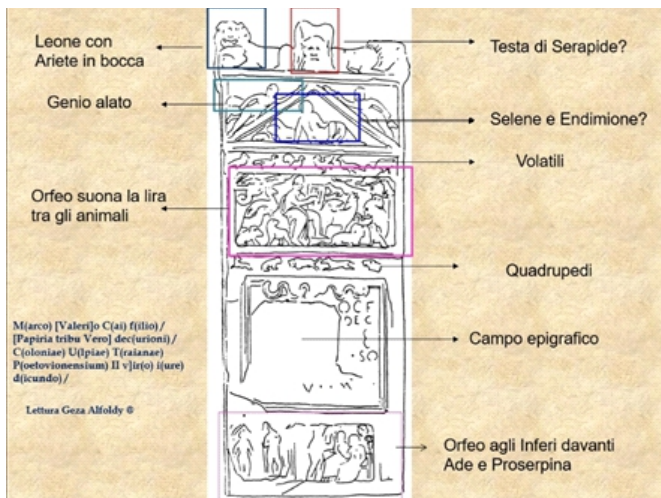 Leone con
Ariete in bocca
Testa di Serapide?
Genio alato
Selene e Endimione?
Volatili
Orfeo suona la lira
tra gli animali
Quadrupedi
M(arco) [Valeri]o C(ai) f(ilio)/
[Papiria tribu Vero] dec(urioni) /
C(oloniae) U(lpiae) T(raianae)
P(oetovionensium) II v]ir(o) i(ure)
d(icundo)/
Campo epigrafico
O C F
D E C
Lettura Geza Alfoldy ®
Orfeo agli Inferi davanti
Ade e Proserpina